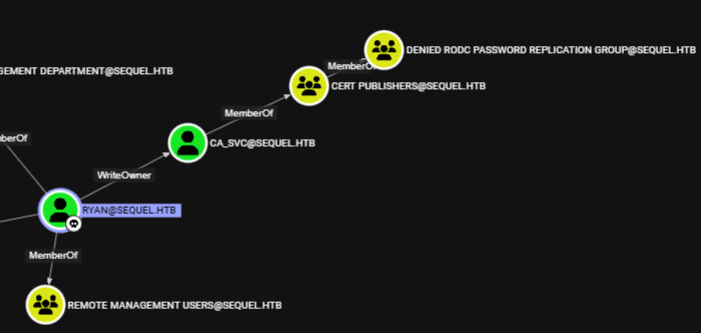 DENIED RODC PASSWORD REPLICATION GROUP@SEQUEL.HTB
MemberO
GEMENT DEPARTMENT@SEQUEL.HTB
CERT PUBLISHERS@SEQUEL.HTB
MemberOf
berOf
CA_SVC@SEQUEL.HTB
WriteOwner
RYAN@SEQUEL.HTB
MemberOf
REMOTE MANAGEMENT USERS@SEQUEL.HTB